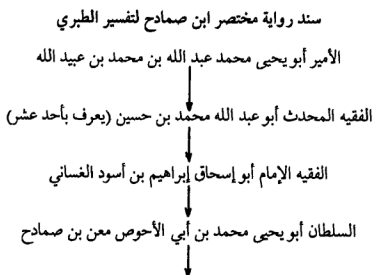 سند رواية مختصر ابن صمادح لتفسير الطبري
الأمير أبو يحيى محمد عبد الله بن محمد بن عبيد الله
الفقيه المحدث أبو عبد الله محمد بن حسين (يعرف بأحد عشر)
الفقيه الإمام أبو إسحاق إبراهيم بن أسود الغساني
السلطان أبو يحيى محمد بن أبي الأحوص معن بن صمادح